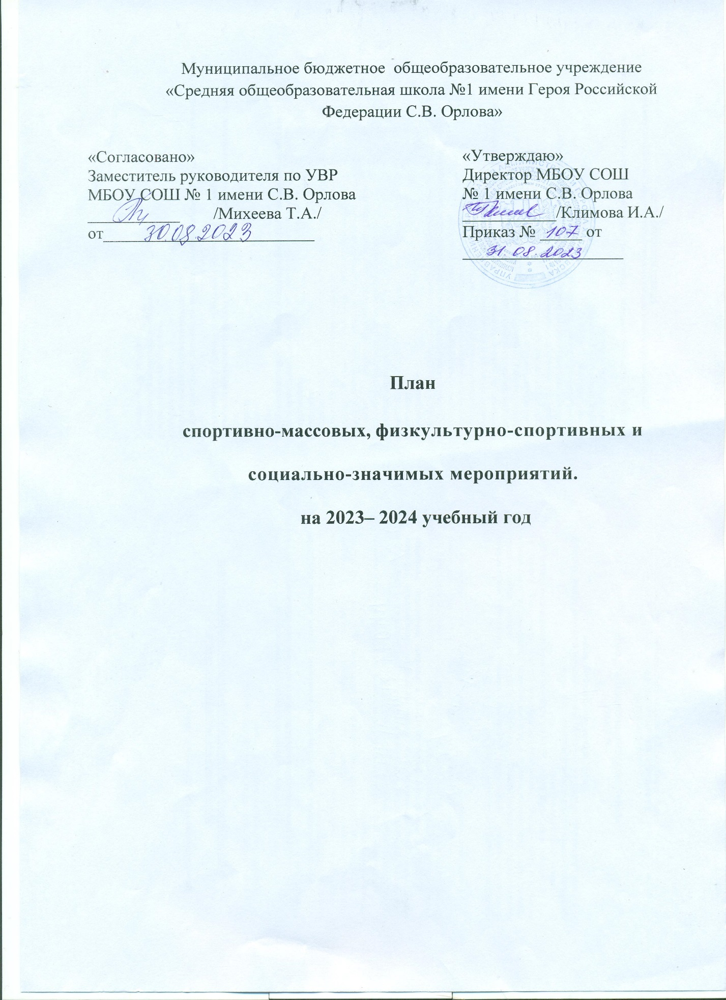 Муниципальное бюджетное общеобразовательное учреждение
«Средняя общеобразовательная школа №1 имени Героя Российской
Федерации С.В. Орлова»
«Согласовано»
Заместитель руководителя по УВР
МБОУ СОШ № 1 имени С.В. Орлова
_____________ /Михеева Т.А./
от 30.08.2023
«Утверждаю»
Директор МБОУ СОШ
№ 1 имени С.В. Орлова
_____________/Климова И.А./
Приказ № 107 от
31.08.2023
План
спортивно-массовых, физкультурно-спортивных и
социально-значимых мероприятий.
на 2023– 2024 учебный год